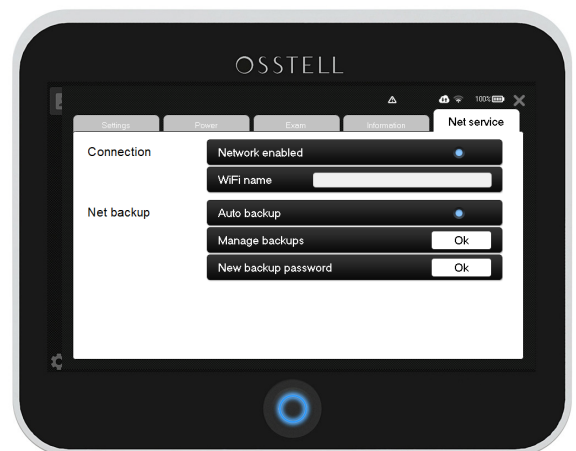 OSSTELL
100%
Settings
Power
Exam
Information
Net service
Connection
Network enabled
WiFi name
Net backup
Auto backup
Manage backups
Ok
New backup password
Ok